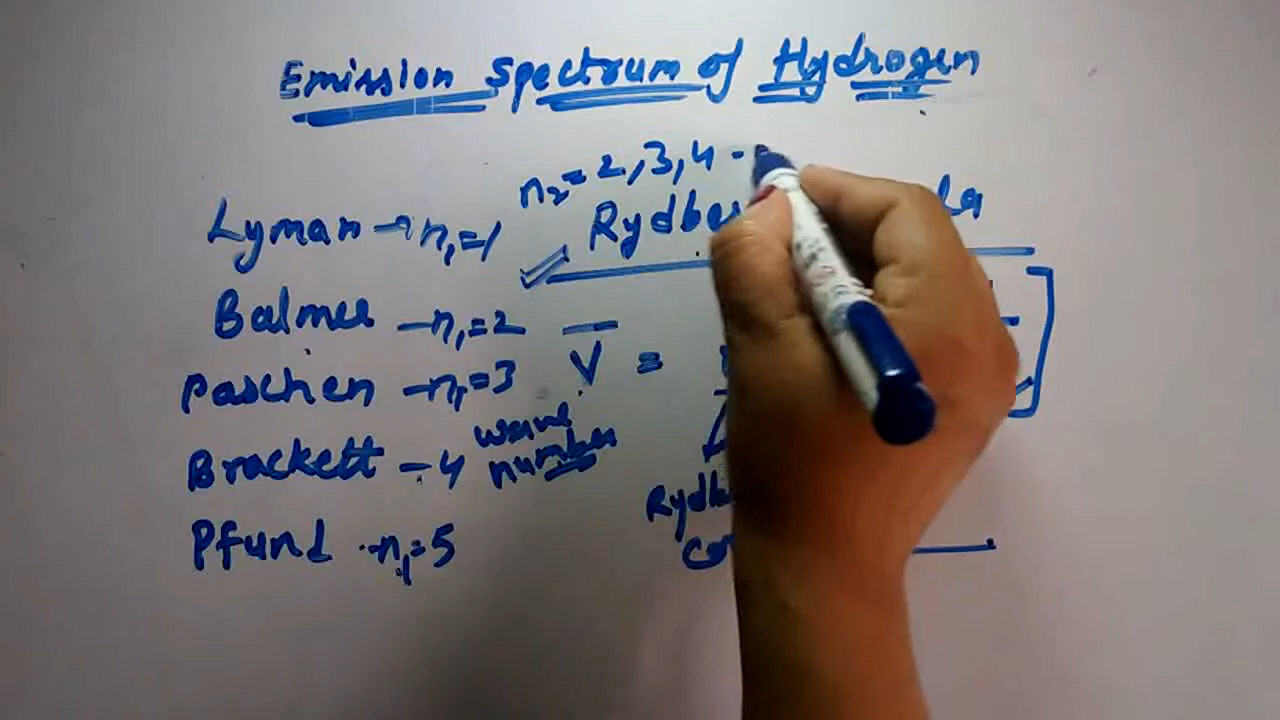 Emission Spectrum of Hydrogen
n₂ = 2, 3, 4 -
Lyman → n₁=1
Balmer — n₁=2
V̄ =
Paschen — n₁=3
wave
number
Brackett — 4
Pfund - n₁=5